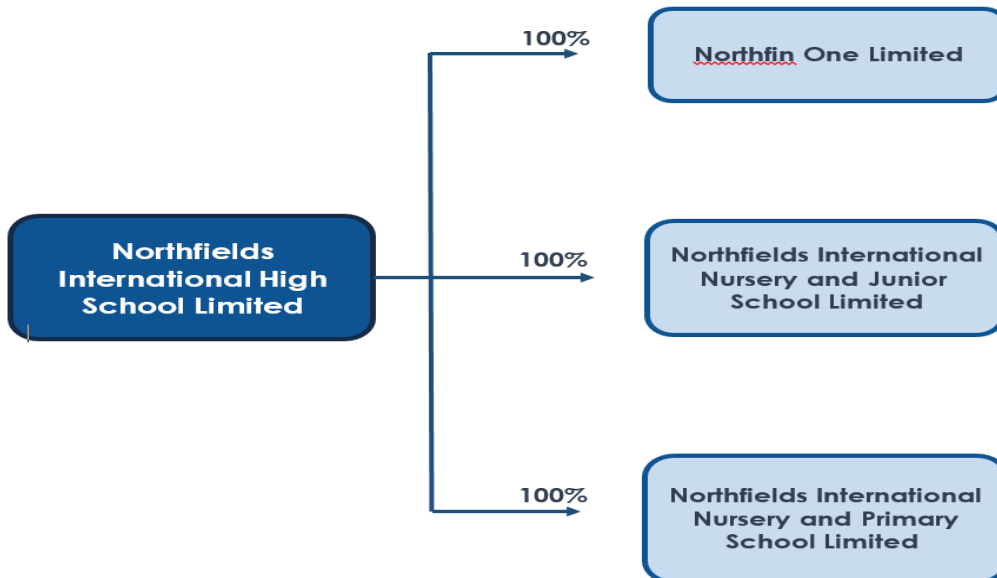 100%
Northfin One Limited
Northfields
International High
School Limited
100%
Northfields International
Nursery and Junior
School Limited
100%
Northfields International
Nursery and Primary
School Limited